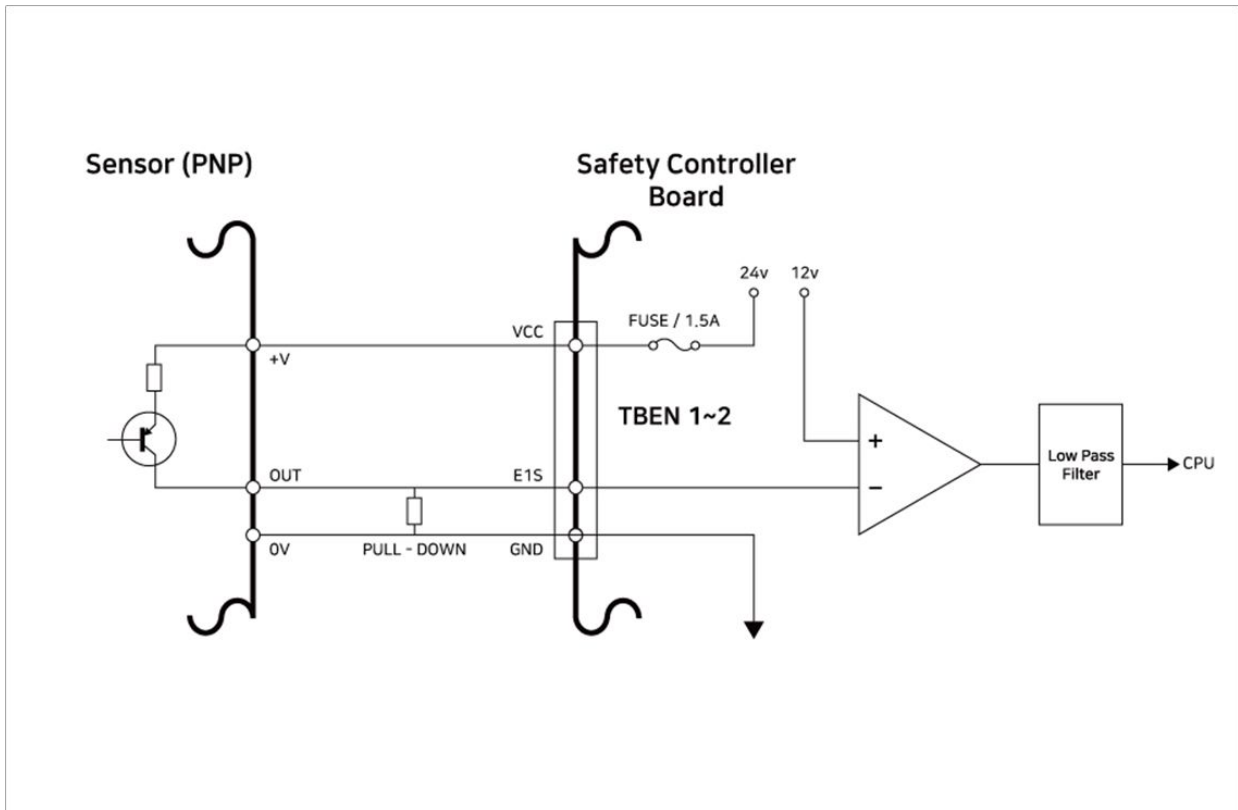 Sensor (PNP)
Safety Controller
Board
24v
12v
FUSE / 1.5A
VCC
+V
TBEN 1~2
+
OUT
E1S
−
Low Pass
Filter
CPU
0V
PULL - DOWN
GND